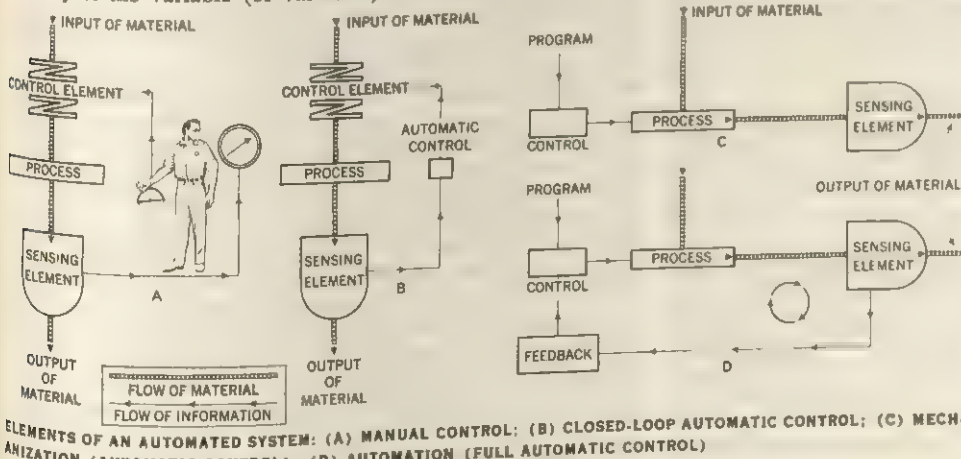 INPUT OF MATERIAL
CONTROL ELEMENT
PROCESS
SENSING
ELEMENT
A
OUTPUT
OF
MATERIAL
INPUT OF MATERIAL
CONTROL ELEMENT
AUTOMATIC
CONTROL
PROCESS
SENSING
ELEMENT
B
OUTPUT
OF
MATERIAL
FLOW OF MATERIAL
FLOW OF INFORMATION
INPUT OF MATERIAL
PROGRAM
CONTROL
PROCESS
C
SENSING
ELEMENT
OUTPUT OF MATERIAL
PROGRAM
CONTROL
PROCESS
SENSING
ELEMENT
FEEDBACK
D
ELEMENTS OF AN AUTOMATED SYSTEM: (A) MANUAL CONTROL; (B) CLOSED-LOOP AUTOMATIC CONTROL; (C) MECH-
ANIZATION (AUTOMATIC CONTROL); (D) AUTOMATION (FULL AUTOMATIC CONTROL)